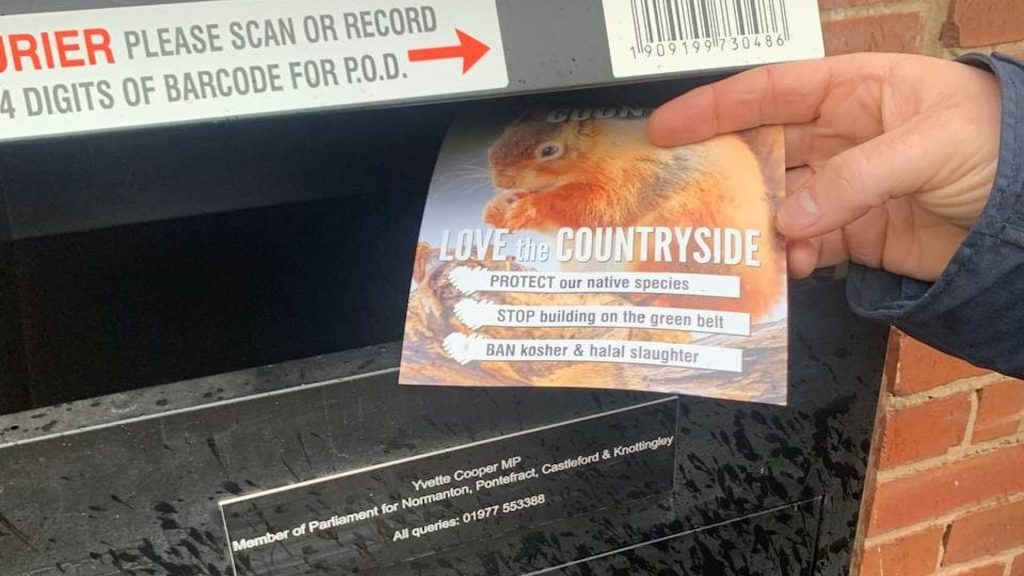 URIER PLEASE SCAN OR RECORD
4 DIGITS OF BARCODE FOR P.O.D.
1909199730486
LOVE the COUNTRYSIDE
PROTECT our native species
STOP building on the green belt
BAN kosher & halal slaughter
Yvette Cooper MP
Member of Parliament for Normanton, Pontefract, Castleford & Knottingley
All queries: 01977 553388